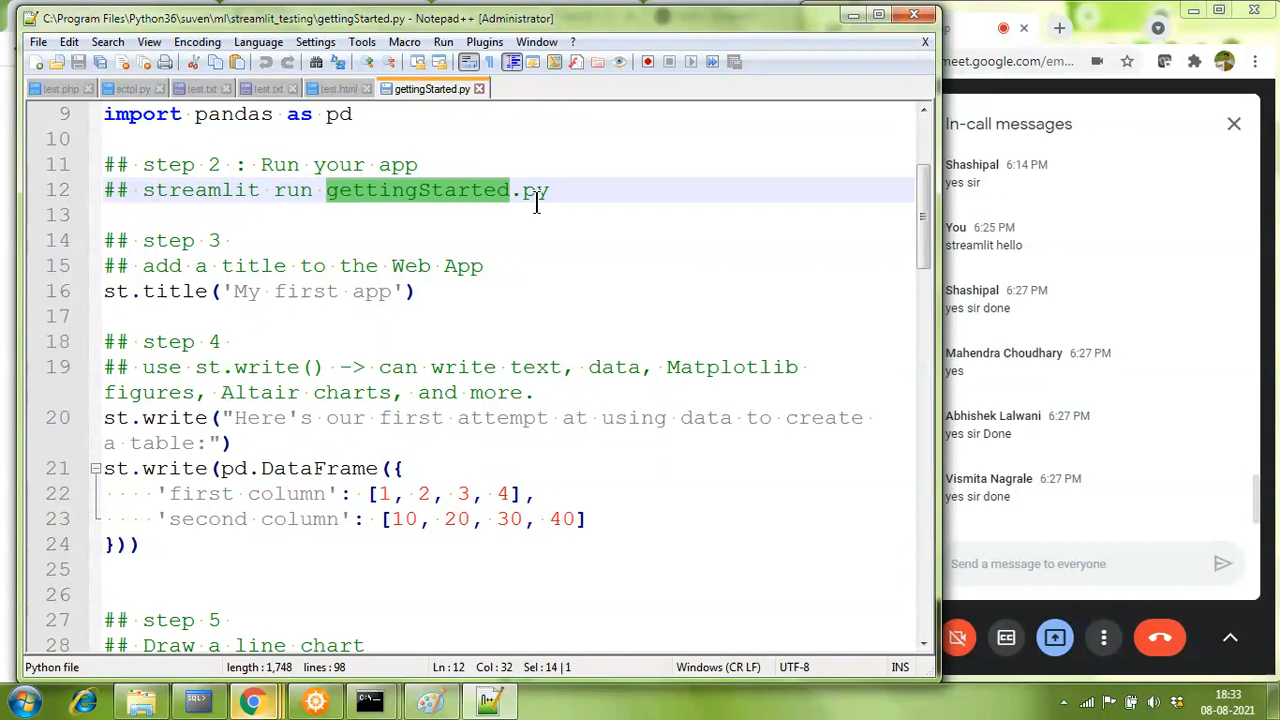 C:\Program Files\Python36\suven\ml\streamlit_testing\gettingStarted.py - Notepad++ [Administrator]
File Edit Search View Encoding Language Settings Tools Macro Run Plugins Window ? X
test.php sctpl.py test.txt test.txt test.html gettingStarted.py
9 import pandas as pd
10
11 ## step 2 : Run your app
12 ## streamlit run gettingStarted.py
13
14 ## step 3
15 ## add a title to the Web App
16 st.title('My first app')
17
18 ## step 4
19 ## use st.write() -> can write text, data, Matplotlib
figures, Altair charts, and more.
20 st.write("Here's our first attempt at using data to create
a table:")
21 st.write(pd.DataFrame({
22 'first column': [1, 2, 3, 4],
23 'second column': [10, 20, 30, 40]
24 }))
25
26
27 ## step 5
28 ## Draw a line chart
Python file length : 1,748 lines : 98 Ln : 12 Col : 32 Sel : 14 | 1 Windows (CR LF) UTF-8 INS
meet.google.com/em...
In-call messages
Shashipal 6:14 PM
yes sir
You 6:25 PM
streamlit hello
Shashipal 6:27 PM
yes sir done
Mahendra Choudhary 6:27 PM
yes
Abhishek Lalwani 6:27 PM
yes sir Done
Vismita Nagrale 6:27 PM
yes sir done
Send a message to everyone
18:33
08-08-2021